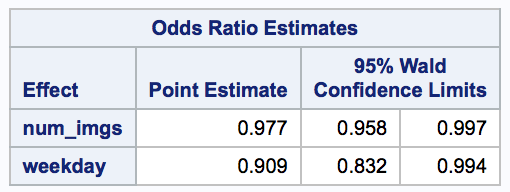 Odds Ratio Estimates
Effect Point Estimate 95% Wald Confidence Limits
num_imgs 0.977 0.958 0.997
weekday 0.909 0.832 0.994